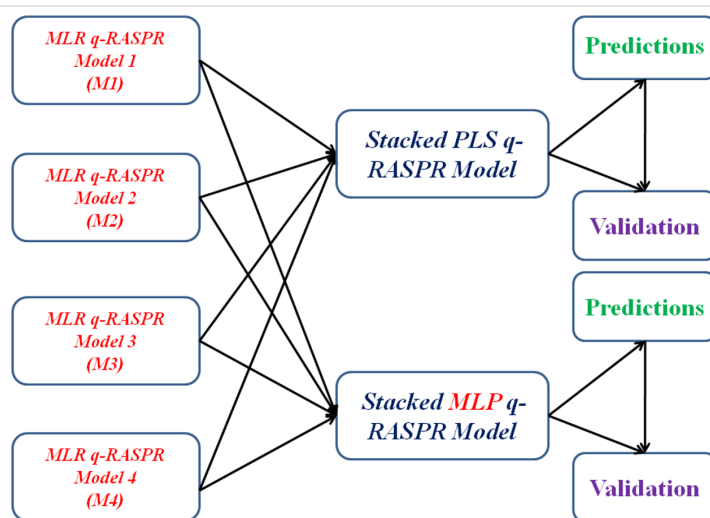 MLR q-RASPR
Model 1
(M1)
MLR q-RASPR
Model 2
(M2)
MLR q-RASPR
Model 3
(M3)
MLR q-RASPR
Model 4
(M4)
Stacked PLS q-
RASPR Model
Stacked MLP q-
RASPR Model
Predictions
Validation
Predictions
Validation